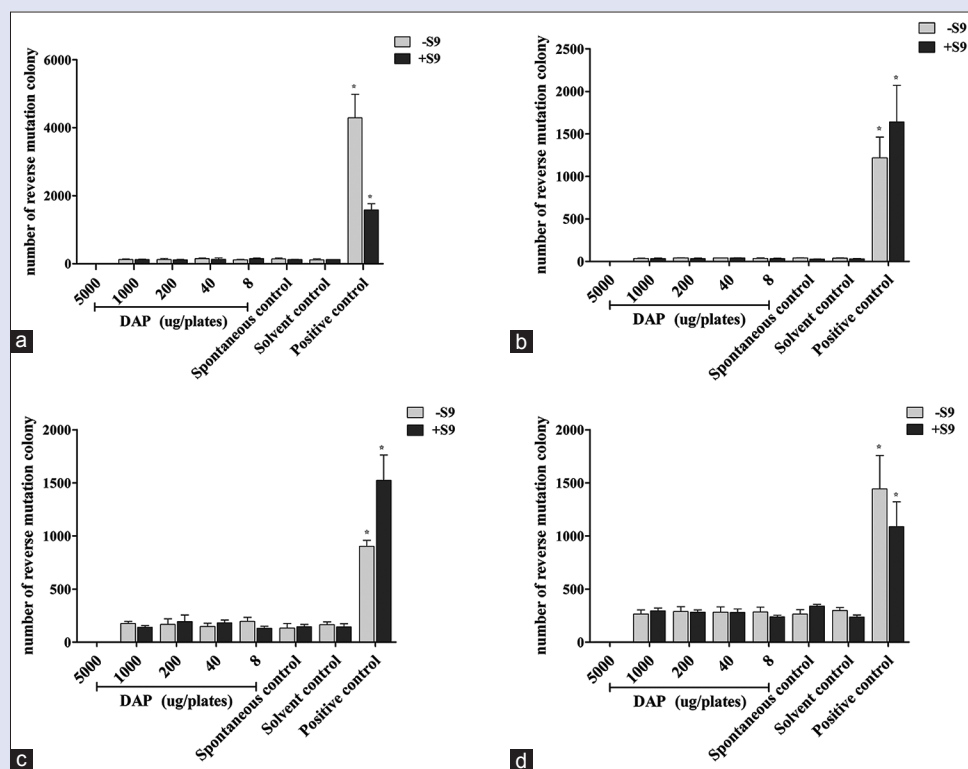 -S9
+S9
number of reverse mutation colony
6000
4000
2000
0
5000
1000
200
40
8
Spontaneous control
Solvent control
Positive control
DAP (ug/plates)
*
*
a
-S9
+S9
number of reverse mutation colony
2500
2000
1500
1000
500
0
5000
1000
200
40
8
Spontaneous control
Solvent control
Positive control
DAP (ug/plates)
*
*
b
-S9
+S9
number of reverse mutation colony
2000
1500
1000
500
0
5000
1000
200
40
8
Spontaneous control
Solvent control
Positive control
DAP (ug/plates)
*
*
c
-S9
+S9
number of reverse mutation colony
2000
1500
1000
500
0
5000
1000
200
40
8
Spontaneous control
Solvent control
Positive control
DAP (ug/plates)
*
*
d